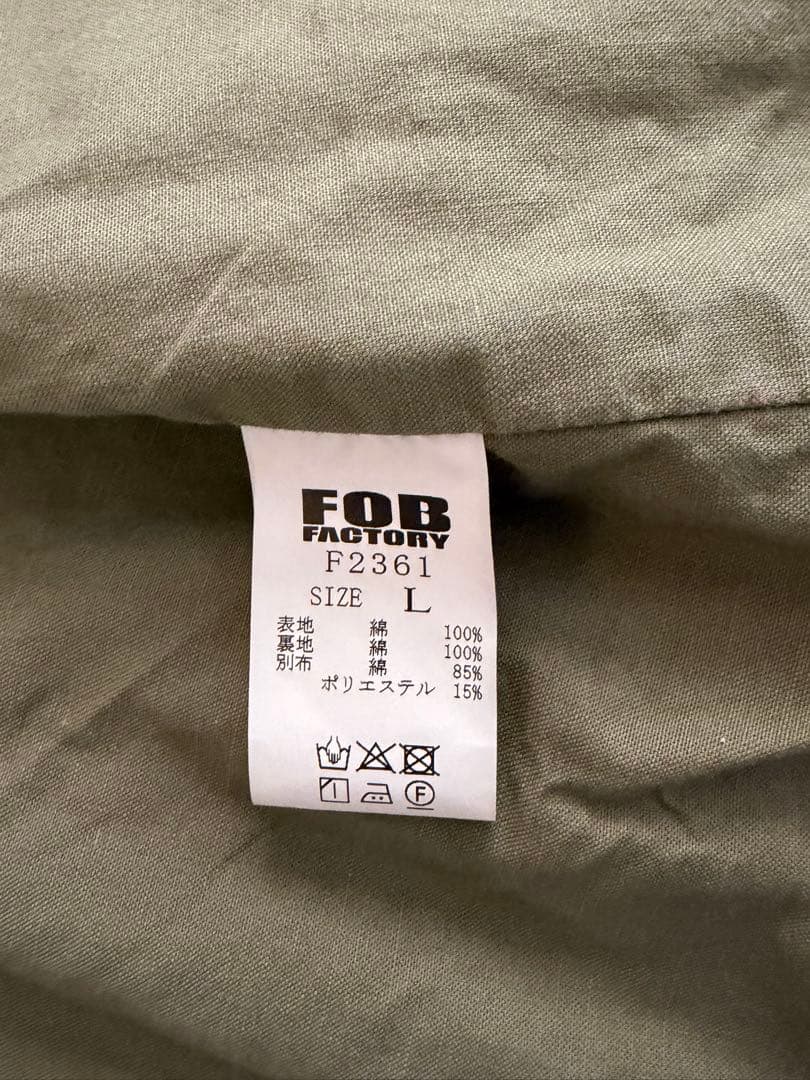 FOB
FACTORY
F2361
SIZE L
表地 綿 100%
裏地 綿 100%
別布 綿 85%
ポリエステル 15%
F